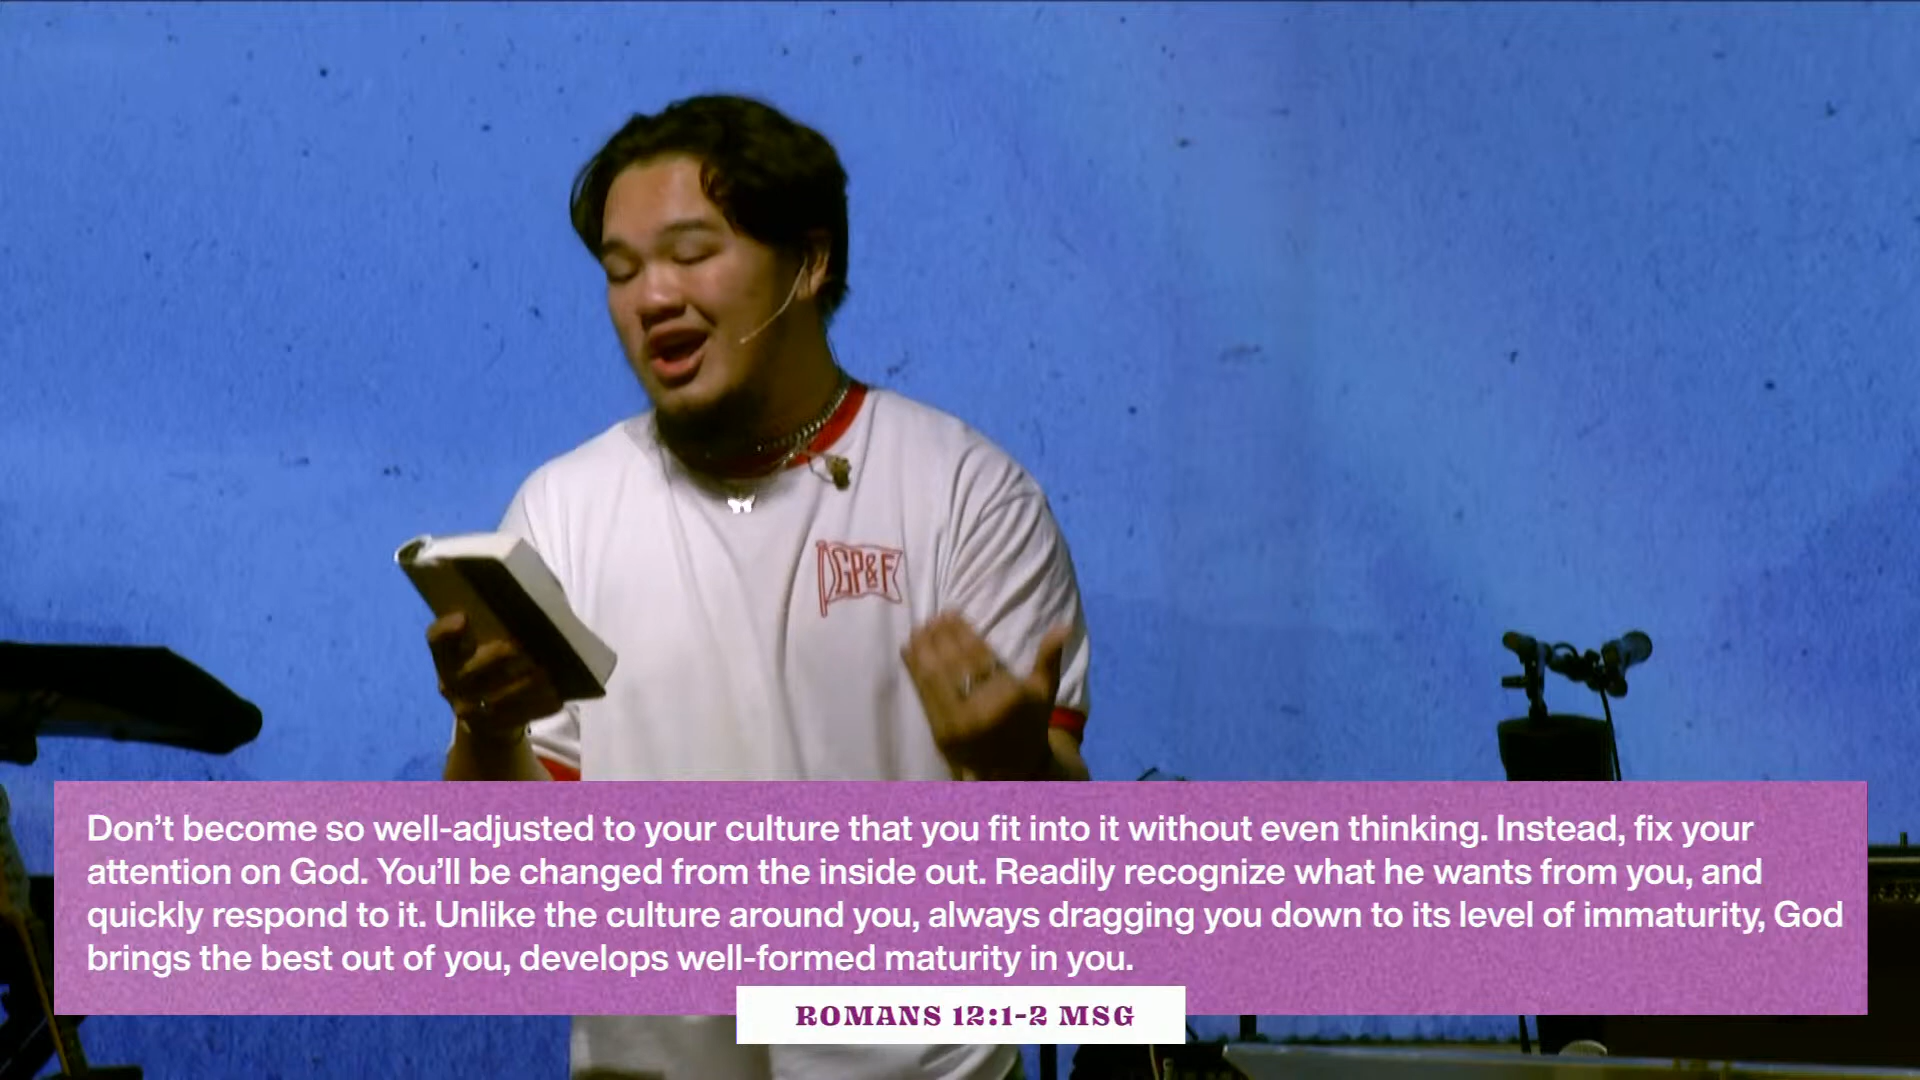 GP&F
Don’t become so well-adjusted to your culture that you fit into it without even thinking. Instead, fix your
attention on God. You’ll be changed from the inside out. Readily recognize what he wants from you, and
quickly respond to it. Unlike the culture around you, always dragging you down to its level of immaturity, God
brings the best out of you, develops well-formed maturity in you.
ROMANS 12:1-2 MSG